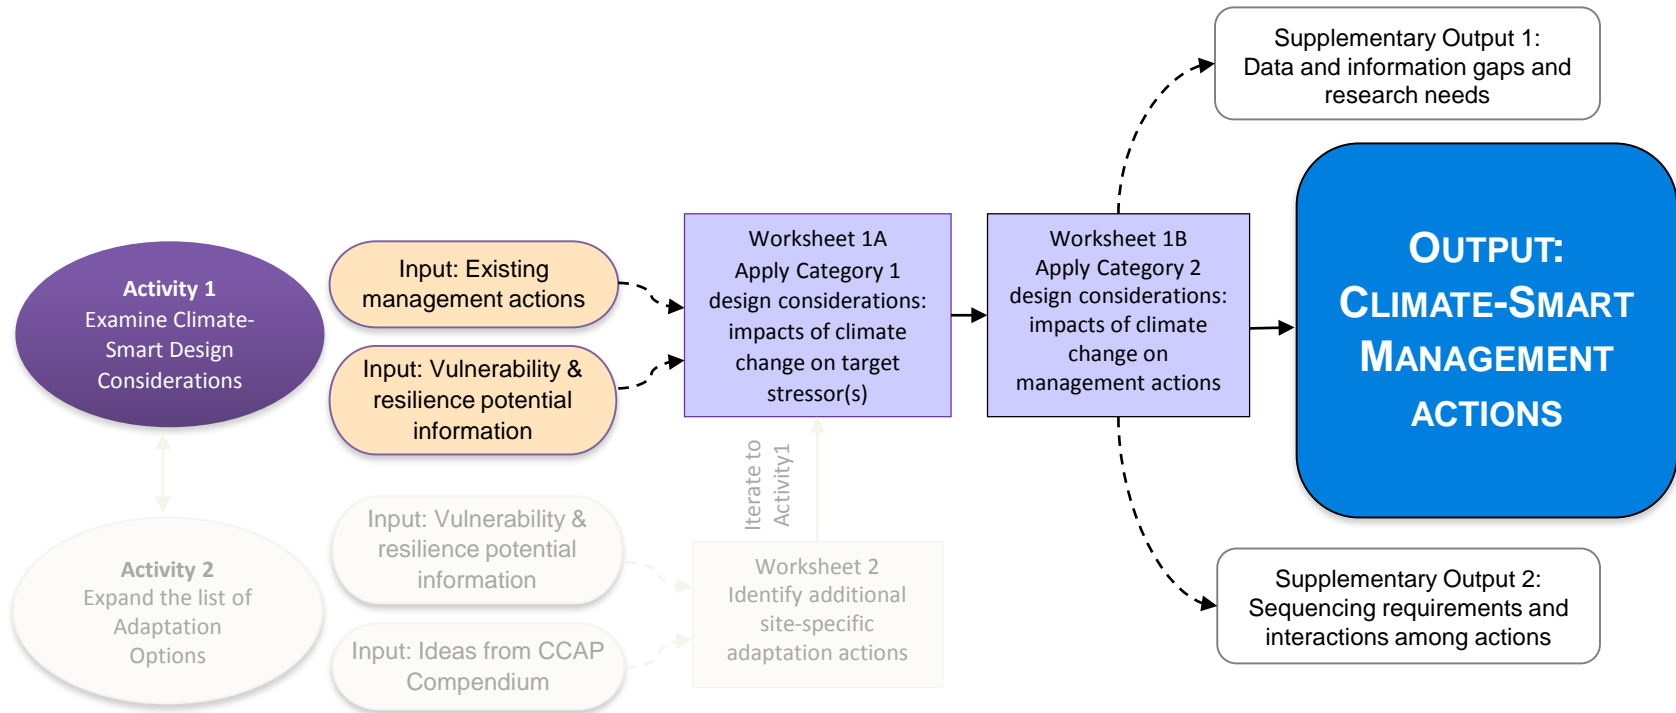 Activity 1
Examine Climate-
Smart Design
Considerations
Input: Existing
management actions
Input: Vulnerability &
resilience potential
information
Worksheet 1A
Apply Category 1
design considerations:
impacts of climate
change on target
stressor(s)
Worksheet 1B
Apply Category 2
design considerations:
impacts of climate
change on
management actions
Supplementary Output 1:
Data and information gaps and
research needs
OUTPUT:
CLIMATE-SMART
MANAGEMENT
ACTIONS
Supplementary Output 2:
Sequencing requirements and
interactions among actions
Activity 2
Expand the list of
Adaptation
Options
Input: Vulnerability &
resilience potential
information
Input: Ideas from CCAP
Compendium
Worksheet 2
Identify additional
site-specific
adaptation actions
Iterate to
Activity1